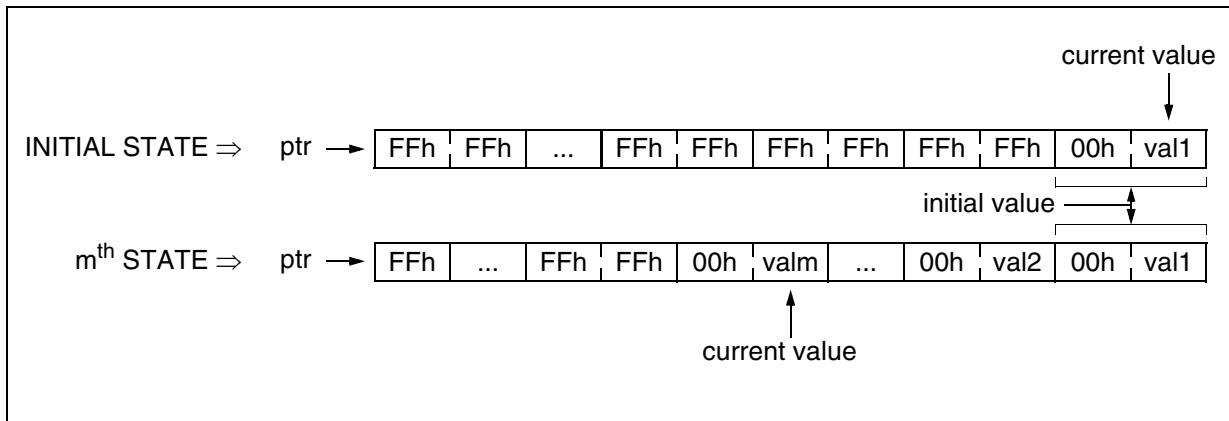 current value
INITIAL STATE ⇒ ptr FFh FFh ... FFh FFh FFh FFh FFh FFh 00h val1
initial value
mth STATE ⇒ ptr FFh ... FFh FFh 00h valm ... 00h val2 00h val1
current value